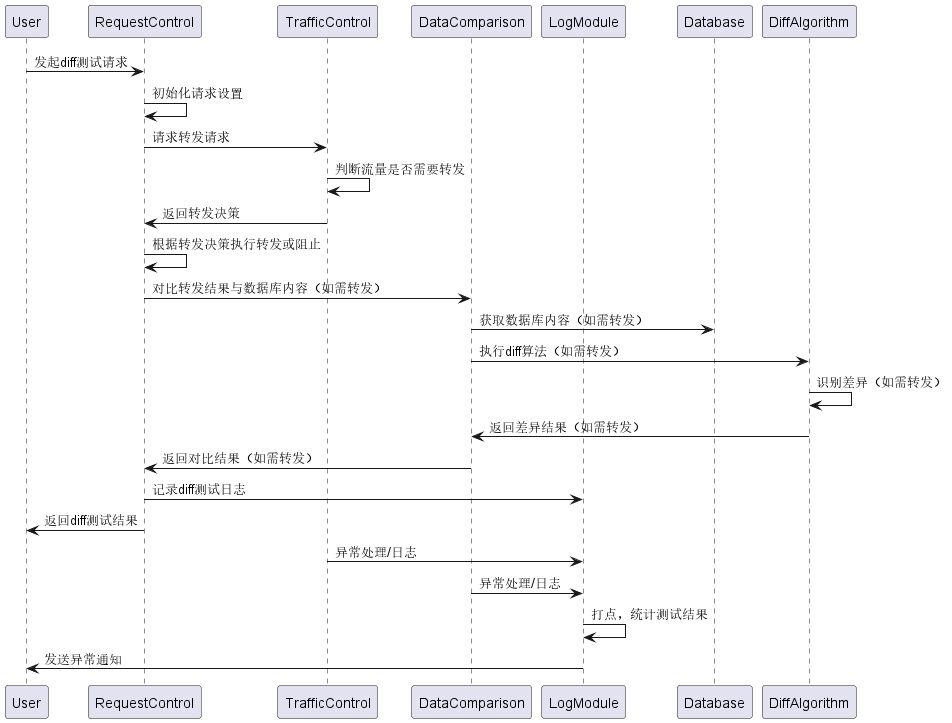 User RequestControl TrafficControl DataComparison LogModule Database DiffAlgorithm
发起diff测试请求
初始化请求设置
请求转发请求
判断流量是否需要转发
返回转发决策
根据转发决策执行转发或阻止
对比转发结果与数据库内容（如需转发）
获取数据库内容（如需转发）
执行diff算法（如需转发）
识别差异（如需转发）
返回差异结果（如需转发）
返回对比结果（如需转发）
记录diff测试日志
返回diff测试结果
异常处理/日志
异常处理/日志
打点，统计测试结果
发送异常通知
User RequestControl TrafficControl DataComparison LogModule Database DiffAlgorithm